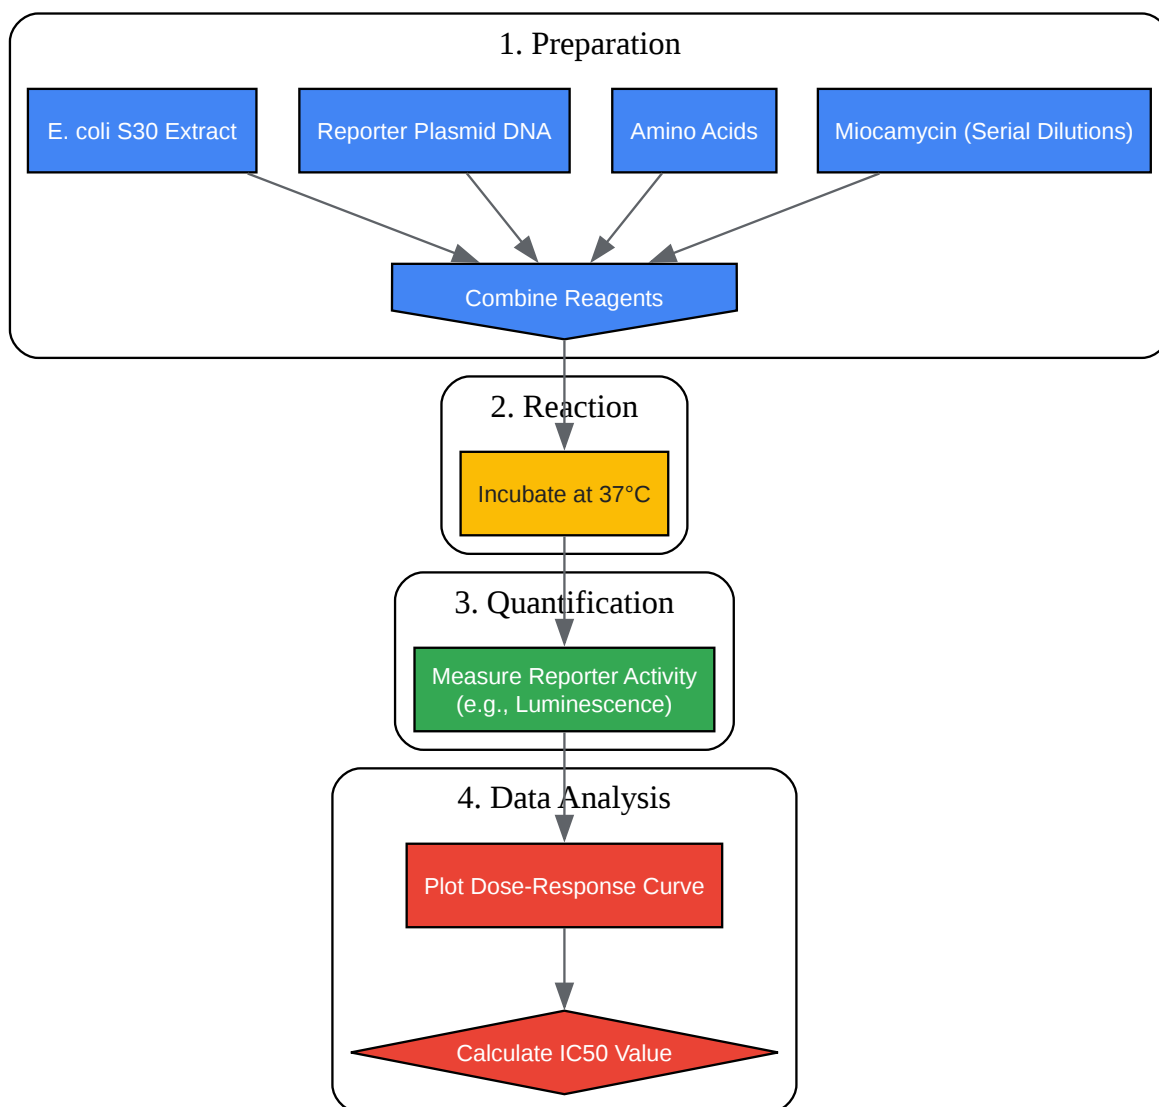 1. Preparation
E. coli S30 Extract
Reporter Plasmid DNA
Amino Acids
Miocamycin (Serial Dilutions)
Combine Reagents
2. Reaction
Incubate at 37°C
3. Quantification
Measure Reporter Activity
(e.g., Luminescence)
4. Data Analysis
Plot Dose-Response Curve
Calculate IC50 Value